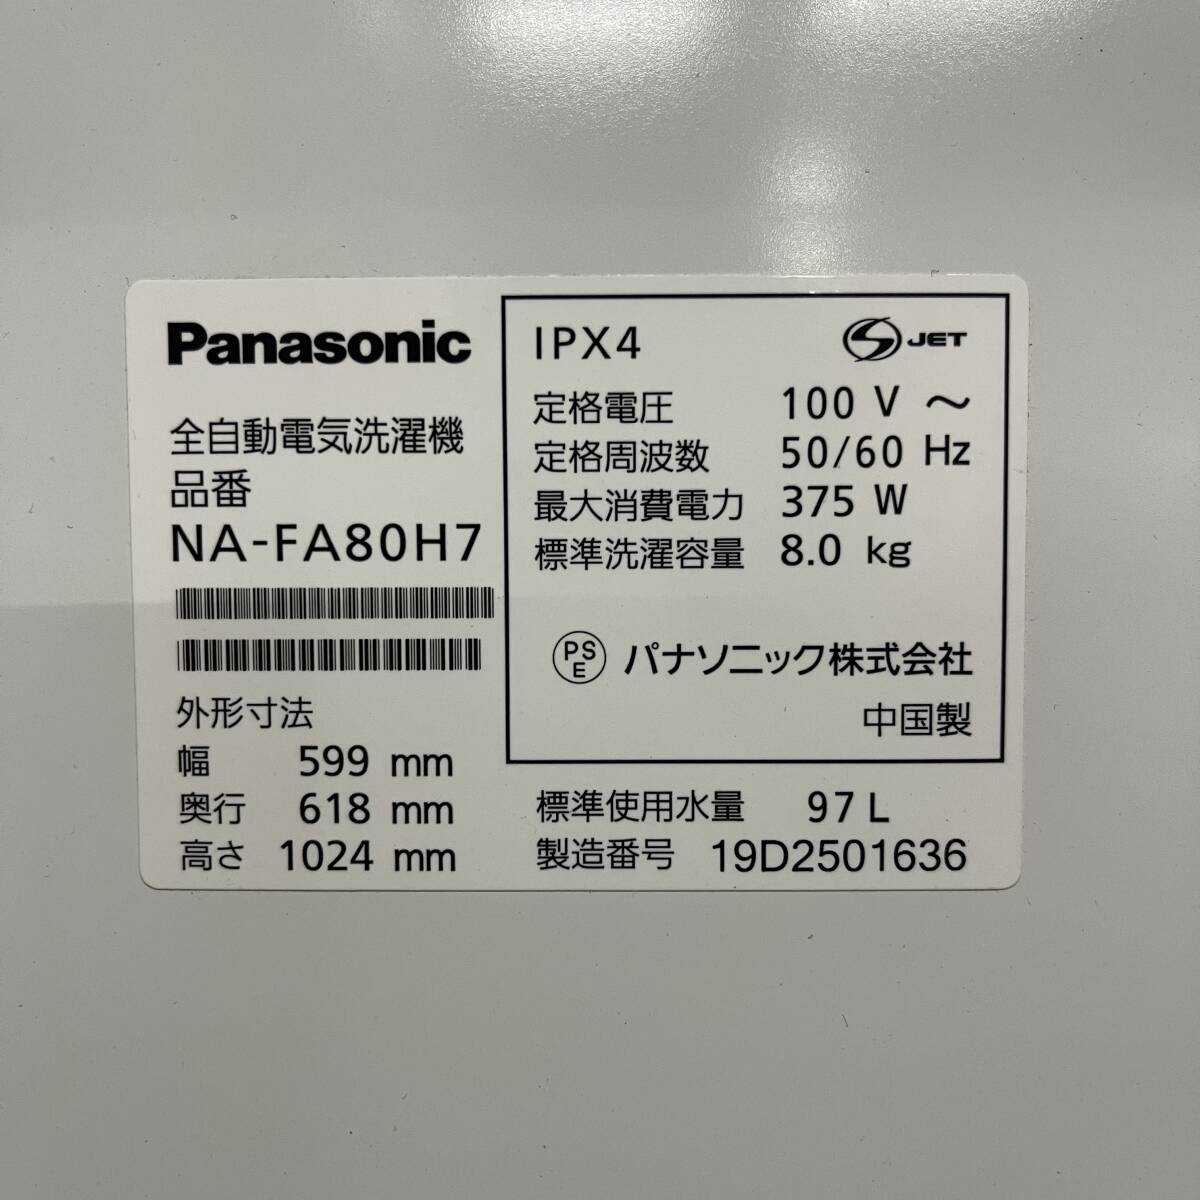 Panasonic
全自動電気洗濯機
品番
NA-FA80H7
外形寸法
幅 599 mm
奥行 618 mm
高さ 1024 mm
IPX4
S JET
定格電圧 100 V ～
定格周波数 50/60 Hz
最大消費電力 375 W
標準洗濯容量 8.0 kg
PS
E
パナソニック株式会社
中国製
標準使用水量 97 L
製造番号 19D2501636